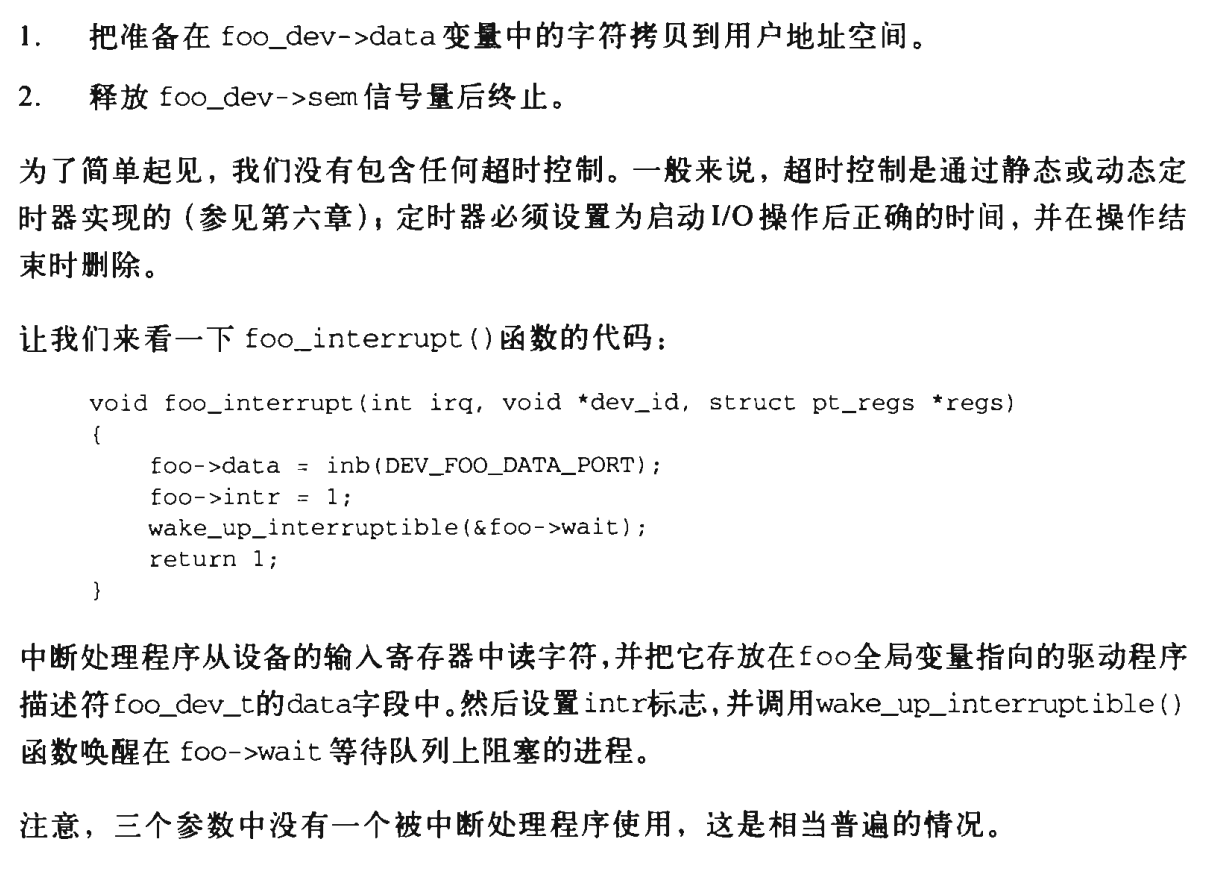 1. 把准备在 foo_dev->data 变量中的字符拷贝到用户地址空间。
2. 释放 foo_dev->sem 信号量后终止。
为了简单起见，我们没有包含任何超时控制。一般来说，超时控制是通过静态或动态定
时器实现的（参见第六章）；定时器必须设置为启动 I/O 操作后正确的时间，并在操作结
束时删除。
让我们来看一下 foo_interrupt()函数的代码：
void foo_interrupt(int irq, void *dev_id, struct pt_regs *regs)
{
    foo->data = inb(DEV_FOO_DATA_PORT);
    foo->intr = 1;
    wake_up_interruptible(&foo->wait);
    return 1;
}
中断处理程序从设备的输入寄存器中读字符，并把它存放在foo全局变量指向的驱动程序
描述符foo_dev_t的data字段中。然后设置intr标志，并调用wake_up_interruptible()
函数唤醒在 foo->wait 等待队列上阻塞的进程。
注意，三个参数中没有一个被中断处理程序使用，这是相当普遍的情况。